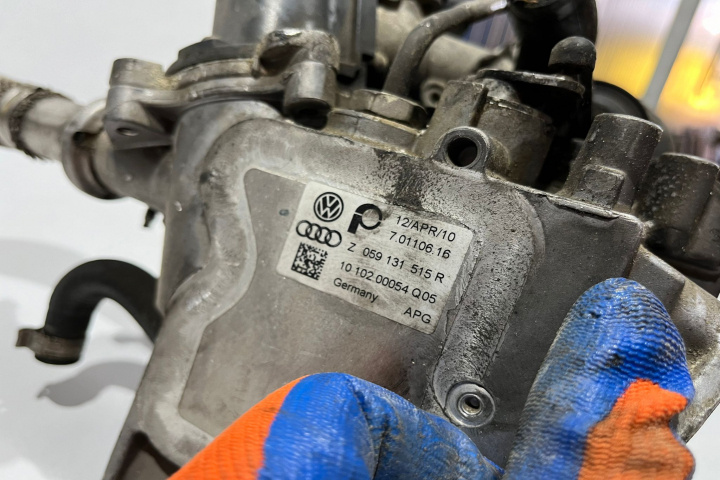 12/APR/10
7.01106.16
Z 059 131 515 R
10 102 00054 Q05
Germany APG